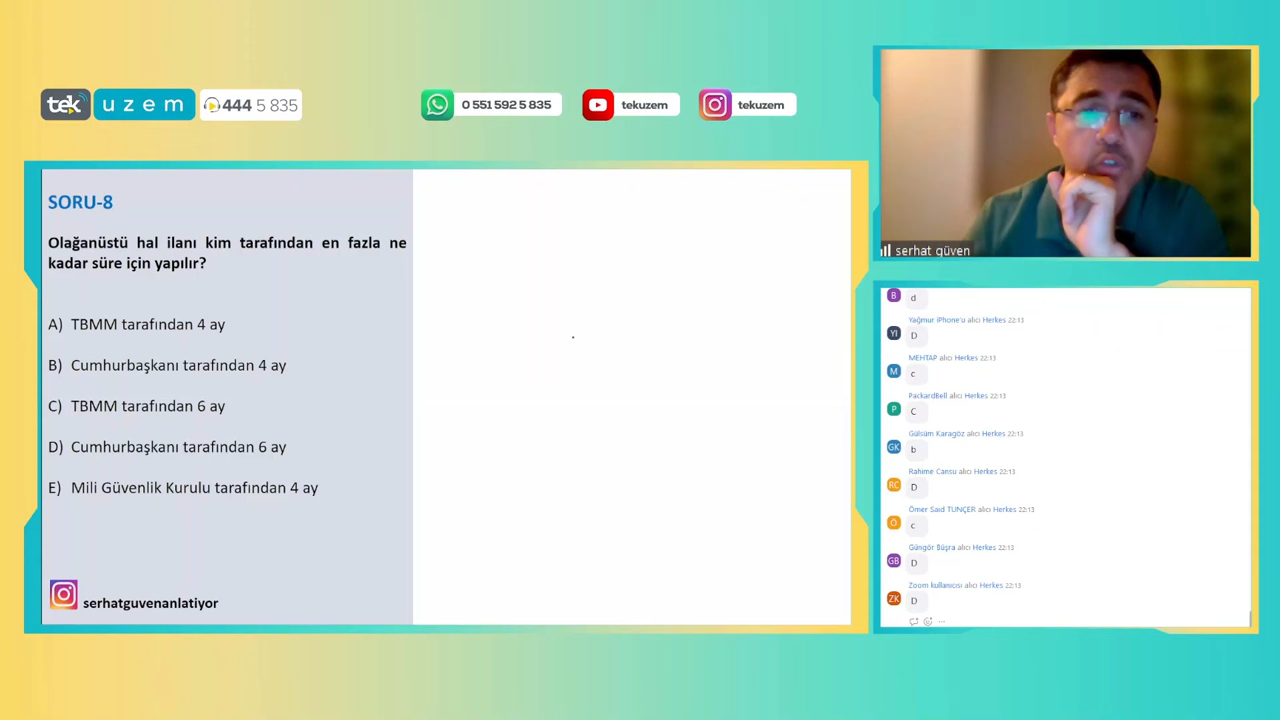 tek uzem 444 5 835
0 551 592 5 835
tekuzem
tekuzem
SORU-8
Olağanüstü hal ilanı kim tarafından en fazla ne
kadar süre için yapılır?
A) TBMM tarafından 4 ay
B) Cumhurbaşkanı tarafından 4 ay
C) TBMM tarafından 6 ay
D) Cumhurbaşkanı tarafından 6 ay
E) Mili Güvenlik Kurulu tarafından 4 ay
serhatguvenanlatiyor
serhat güven
B d
Yağmur iPhone'u alıcı Herkes 22:13
YI D
MEHTAP alıcı Herkes 22:13
M c
PackardBell alıcı Herkes 22:13
P C
Gülsüm Karagöz alıcı Herkes 22:13
GK b
Rahime Cansu alıcı Herkes 22:13
RC D
Ömer Said TUNÇER alıcı Herkes 22:13
Ö c
Güngör Büşra alıcı Herkes 22:13
GB D
Zoom kullanıcısı alıcı Herkes 22:13
ZK D